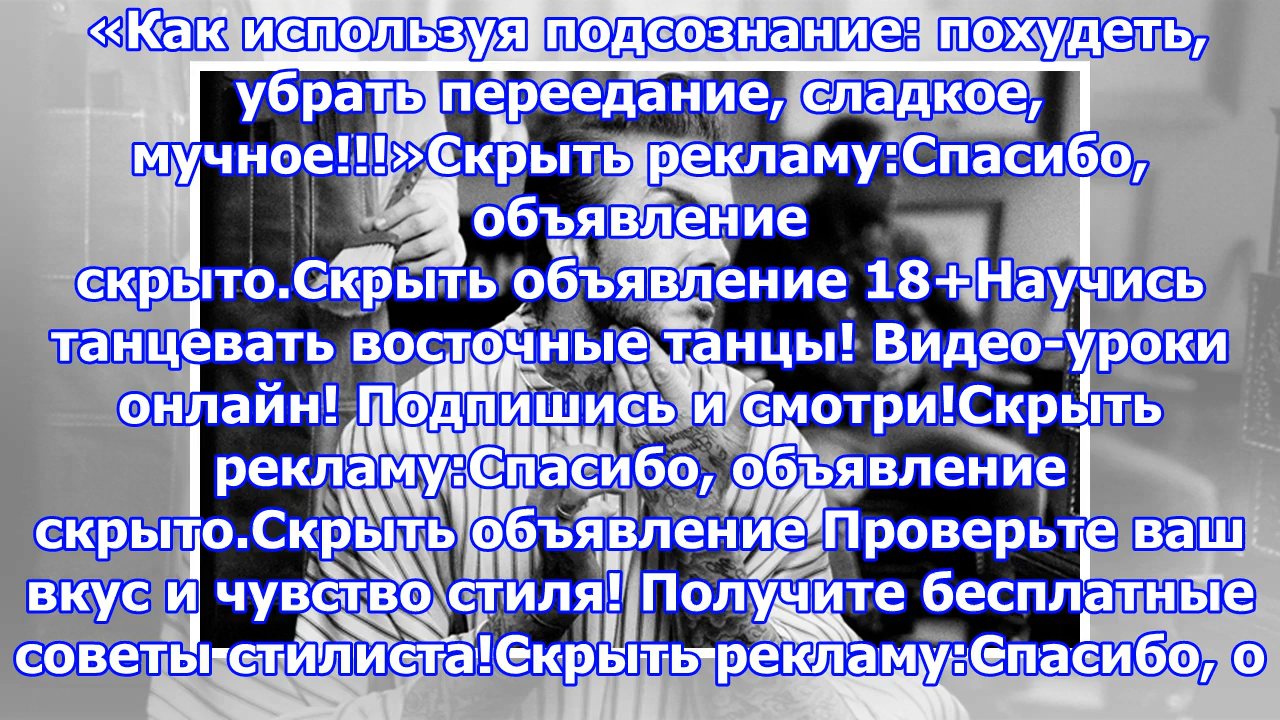 «Как используя подсознание: похудеть,
убрать переедание, сладкое,
мучное!!!»Скрыть рекламу:Спасибо,
объявление
скрыто.Скрыть объявление 18+Научись
танцевать восточные танцы! Видео-уроки
онлайн! Подпишись и смотри!Скрыть
рекламу:Спасибо, объявление
скрыто.Скрыть объявление Проверьте ваш
вкус и чувство стиля! Получите бесплатные
советы стилиста!Скрыть рекламу:Спасибо, о